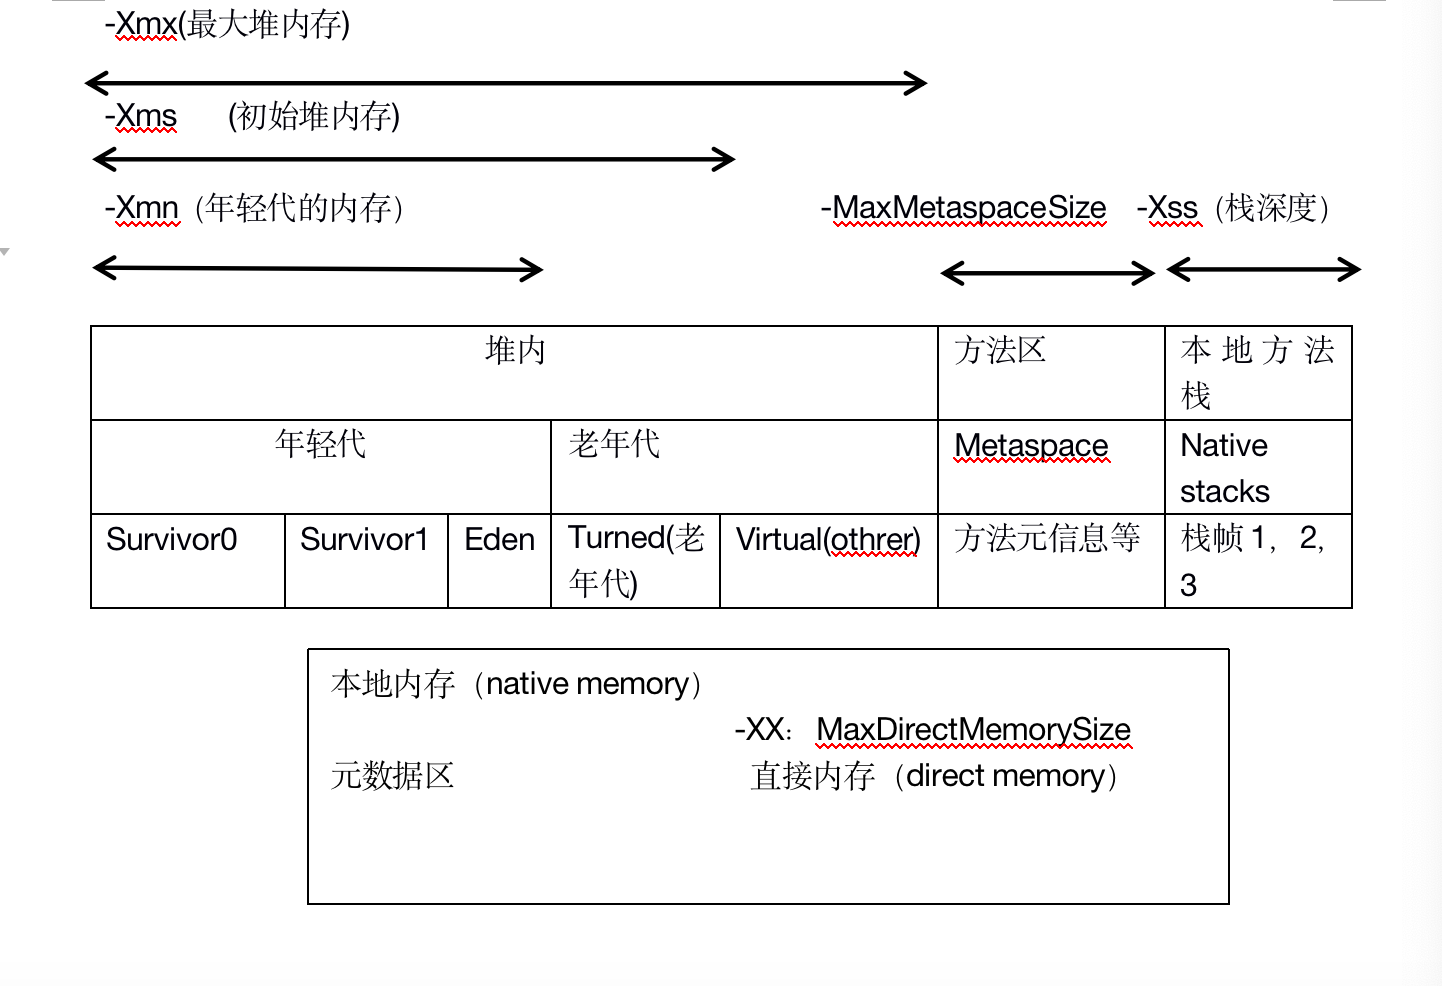 -Xmx(最大堆内存)
-Xms (初始堆内存)
-Xmn（年轻代的内存）
-MaxMetaspaceSize -Xss（栈深度）
堆内 方法区 本地方法
栈
年轻代 老年代 Metaspace Native
stacks
Survivor0 Survivor1 Eden Turned(老 Virtual(othrer) 方法元信息等 栈帧1，2，
年代) 3
本地内存（native memory）
-XX： MaxDirectMemorySize
元数据区 直接内存（direct memory）